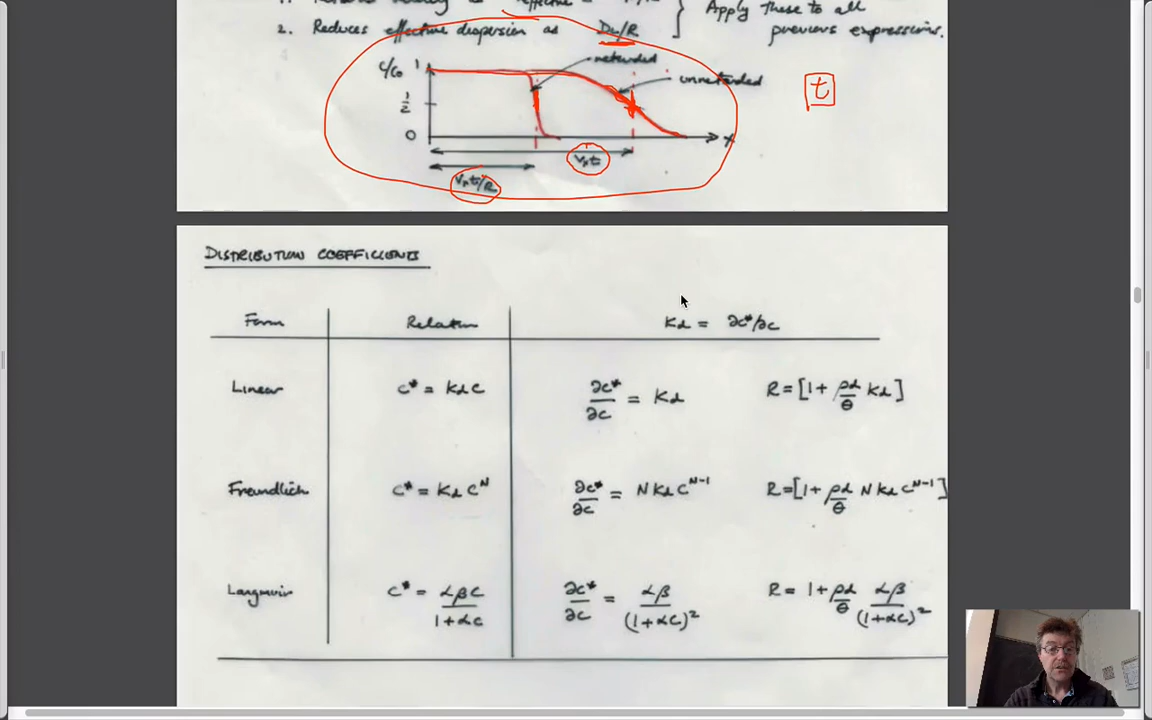 2. Reduces effective dispersion as DL/R
Apply these to all
previous expressions.
C/C₀ 1
½
0
retarded
unretarded
t
x
Vₓt
Vₓt/R
DISTRIBUTION COEFFICIENTS
Form Relation Kd = ∂c*/∂c
Linear c* = Kd c ∂c*/∂c = Kd R = [1 + ρd/θ Kd]
Freundlich c* = Kd C^N ∂c*/∂c = N Kd C^(N-1) R = [1 + ρd/θ N Kd C^(N-1)]
Langmuir c* = αβC/(1+αC) ∂c*/∂c = αβ/(1+αC)² R = 1 + ρd/θ αβ/(1+αC)²